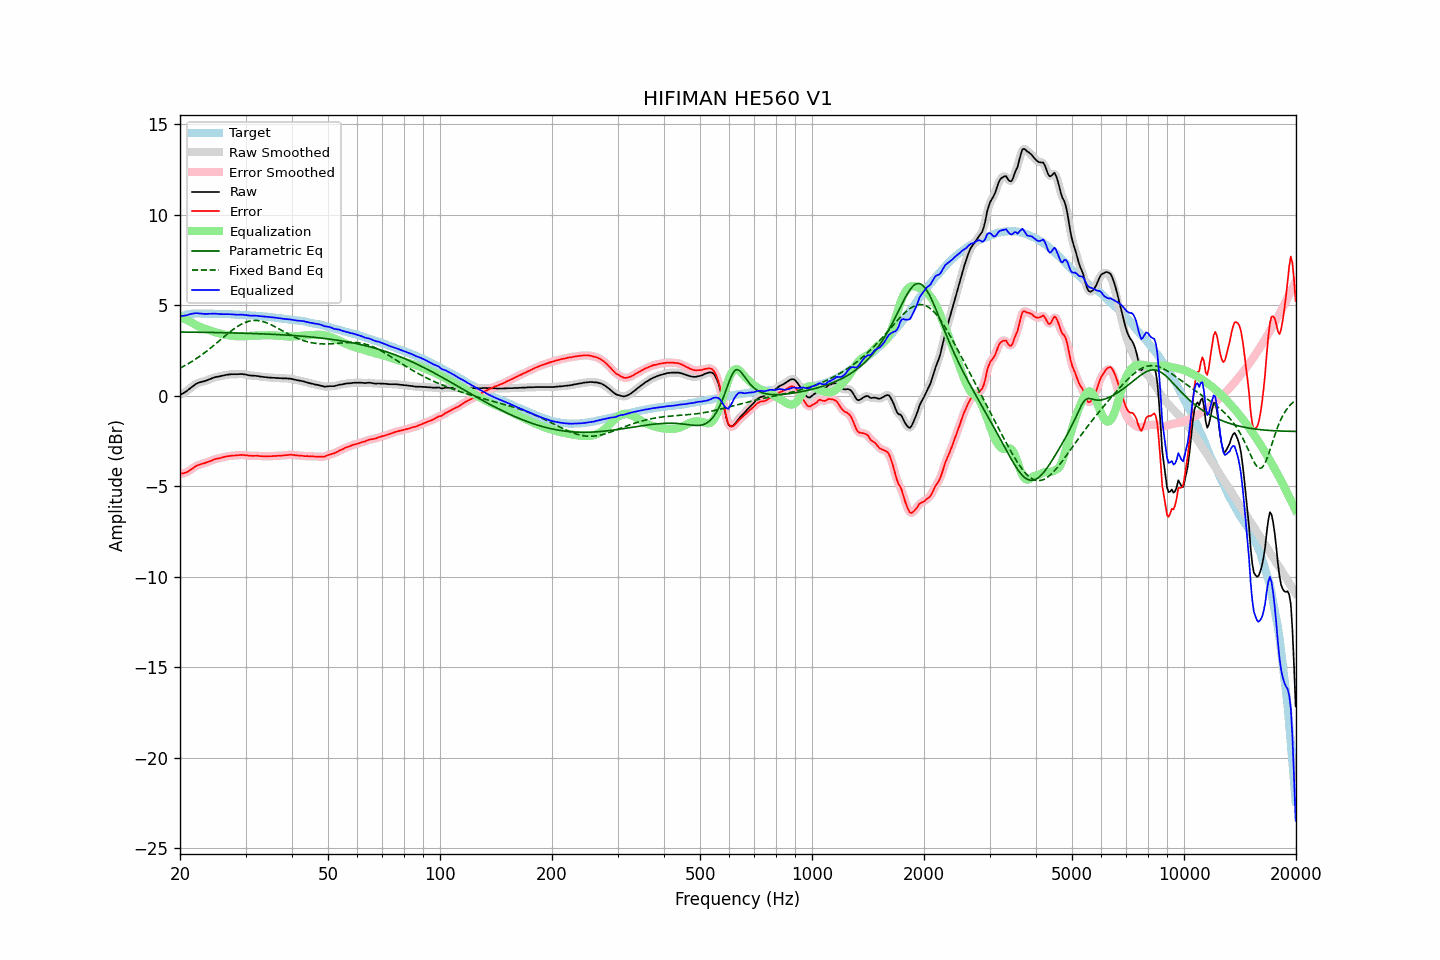 HIFIMAN HE560 V1
Target
Raw Smoothed
Error Smoothed
Raw
Error
Equalization
Parametric Eq
Fixed Band Eq
Equalized
15
10
5
0
−5
−10
−15
−20
−25
Amplitude (dBr)
20
50
100
200
500
1000
2000
5000
10000
20000
Frequency (Hz)